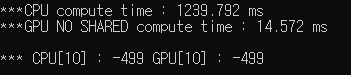 ***CPU compute time : 1239.792 ms
***GPU NO SHARED compute time : 14.572 ms
*** CPU[10] : -499 GPU[10] : -499